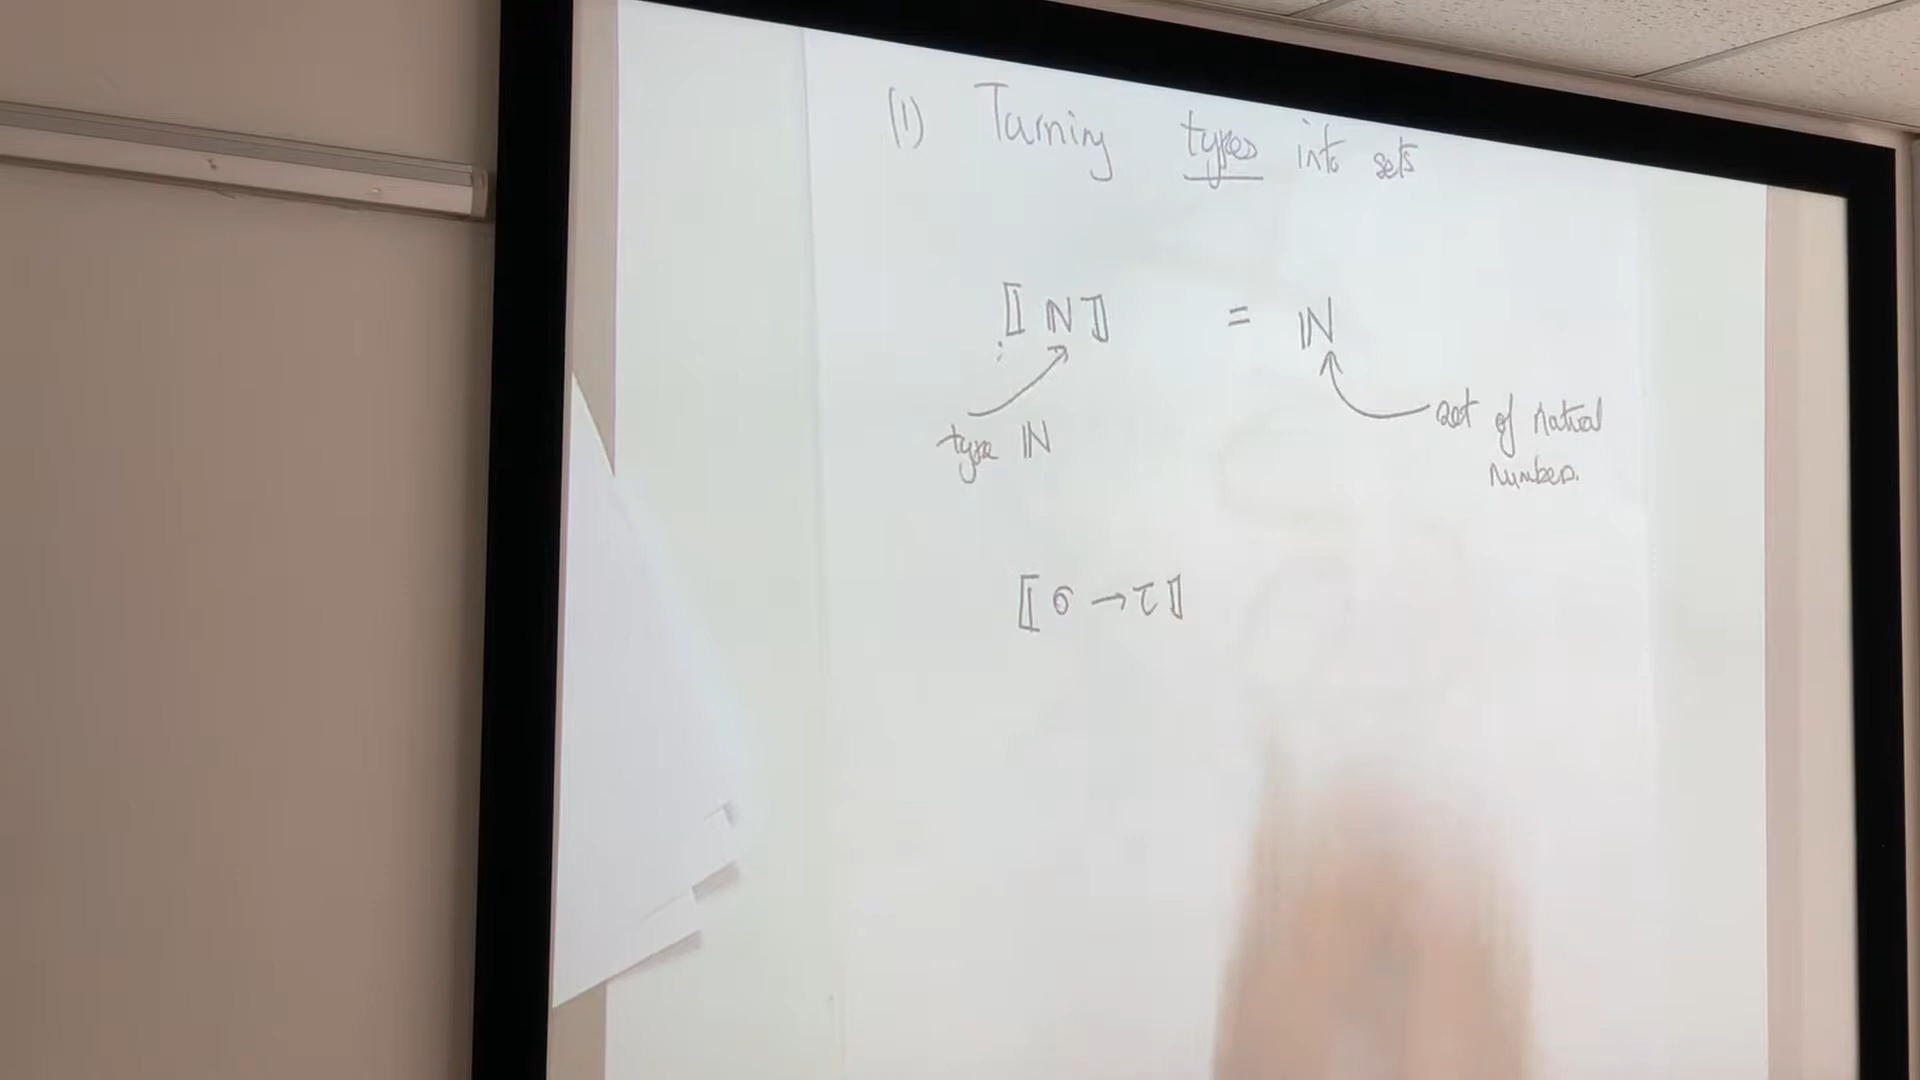 (1) Turning types into sets
⟦ ℕ ⟧ = ℕ
type ℕ
set of natural
numbers.
⟦ σ → τ ⟧